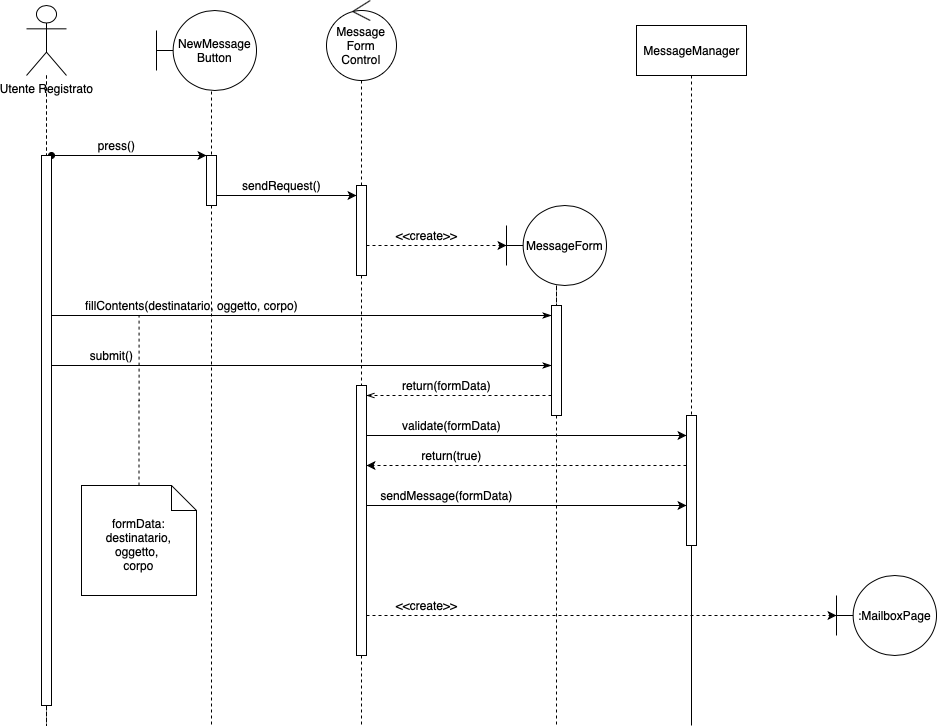 NewMessage
Button
Message
Form
Control
MessageManager
Utente Registrato
press()
sendRequest()
<<create>>
MessageForm
fillContents(destinatario, oggetto, corpo)
submit()
return(formData)
validate(formData)
return(true)
sendMessage(formData)
formData:
destinatario,
oggetto,
corpo
<<create>>
:MailboxPage